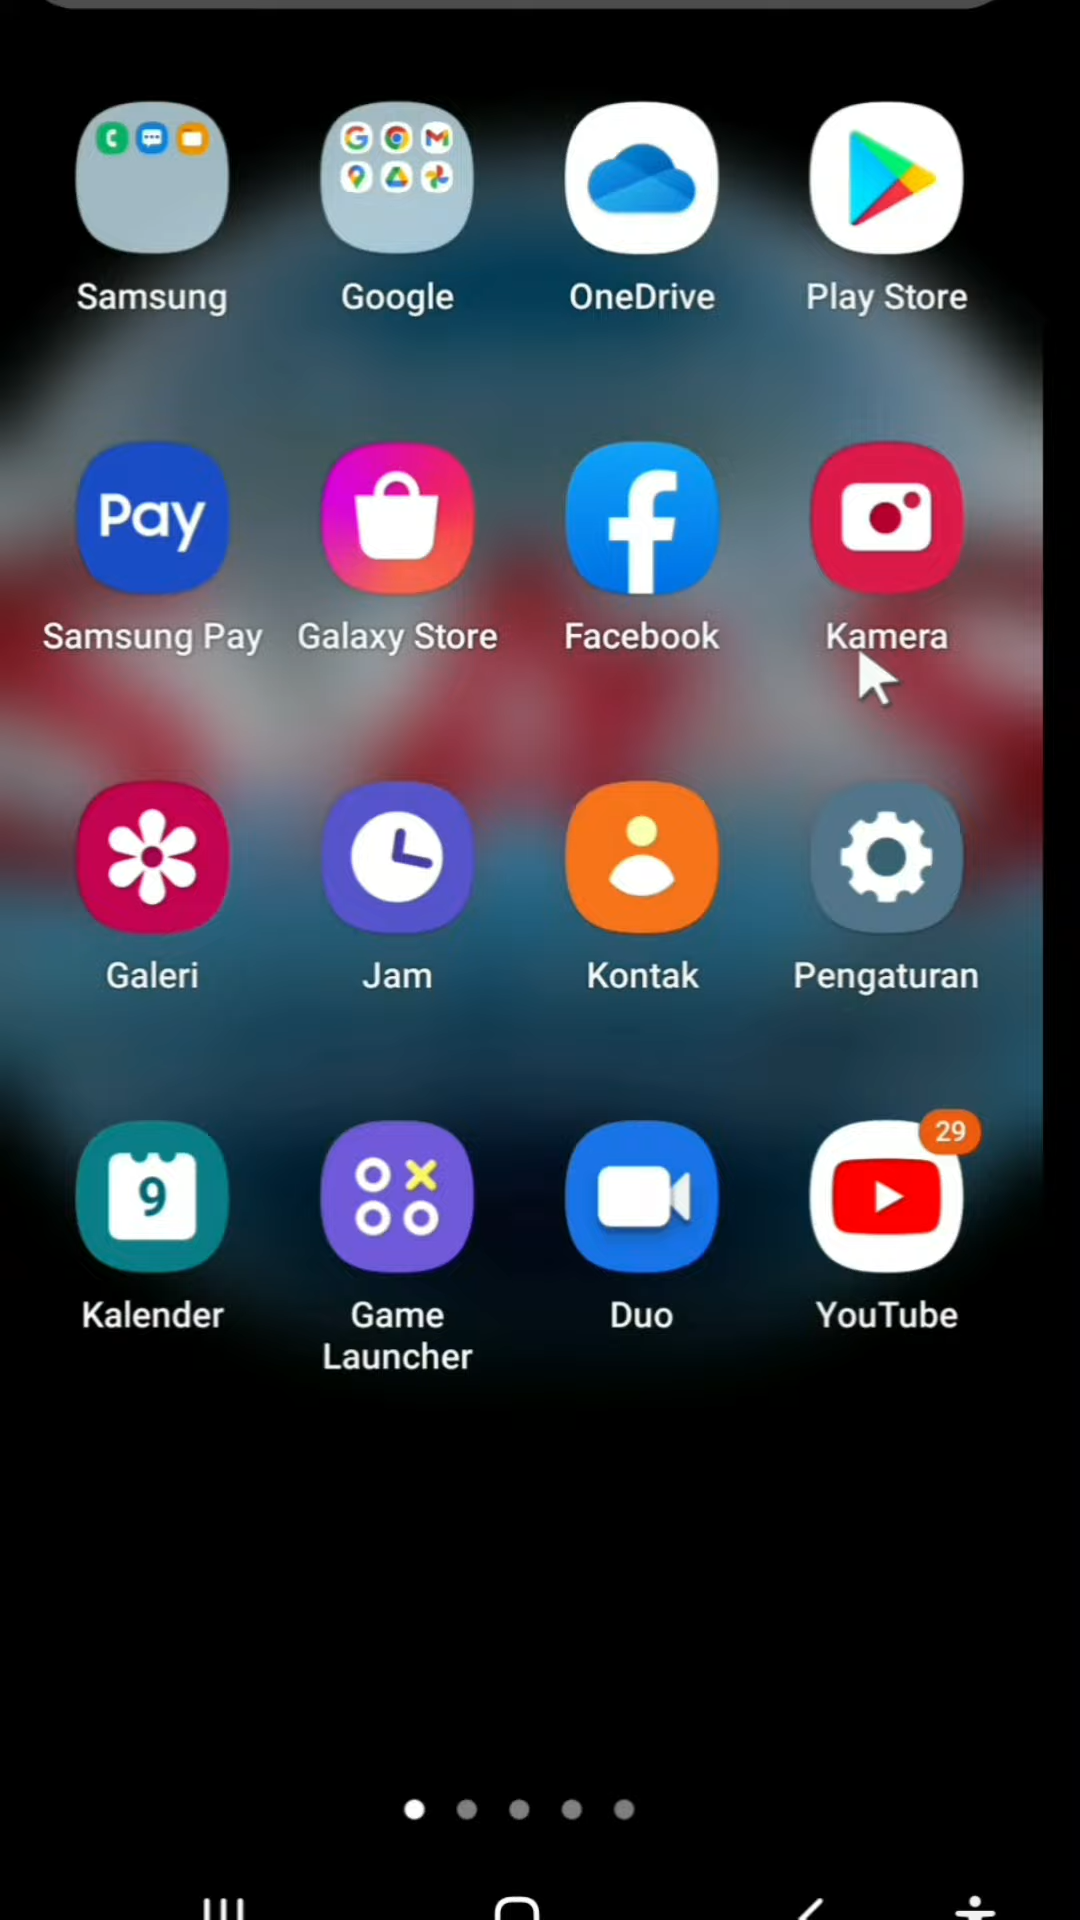 Samsung
Google
OneDrive
Play Store
Pay
Samsung Pay
Galaxy Store
Facebook
Kamera
Galeri
Jam
Kontak
Pengaturan
29
9
Kalender
Game
Launcher
Duo
YouTube